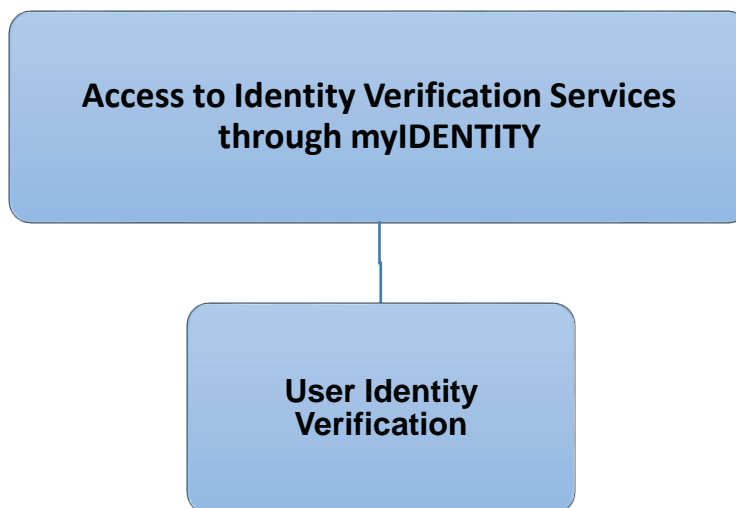 Access to Identity Verification Services
through myIDENTITY
User Identity
Verification